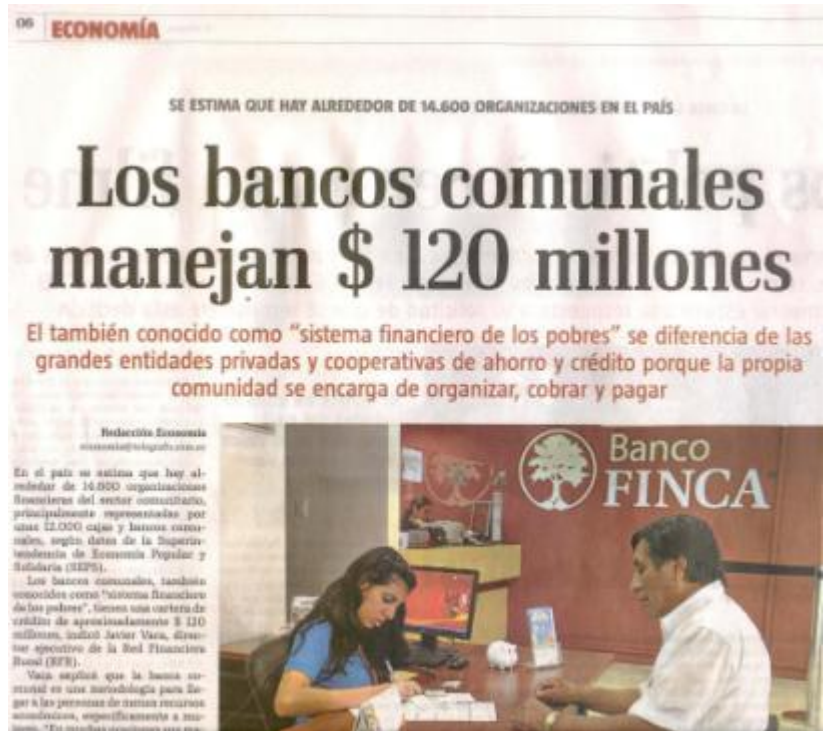 06 ECONOMÍA
SE ESTIMA QUE HAY ALREDEDOR DE 14.600 ORGANIZACIONES EN EL PAÍS
Los bancos comunales
manejan $ 120 millones
El también conocido como "sistema financiero de los pobres" se diferencia de las
grandes entidades privadas y cooperativas de ahorro y crédito porque la propia
comunidad se encarga de organizar, cobrar y pagar
Redacción Economía
economia@telegrafo.com.ec
En el país se estima que hay al-
rededor de 14.600 organizaciones
financieras del sector comunitario,
principalmente representadas por
unas 12.000 cajas y bancos comu-
nales, según datos de la Superin-
tendencia de Economía Popular y
Solidaria (SEPS).
Los bancos comunales, también
conocidos como "sistema financiero
de los pobres", tienen una cartera de
crédito de aproximadamente $ 120
millones, indicó Javier Vaca, direc-
tor ejecutivo de la Red Financiera
Rural (RFR).
Vaca explicó que la banca co-
munal es una metodología para lle-
gar a las personas de menos recursos
económicos, específicamente a mu-
Banco
FINCA